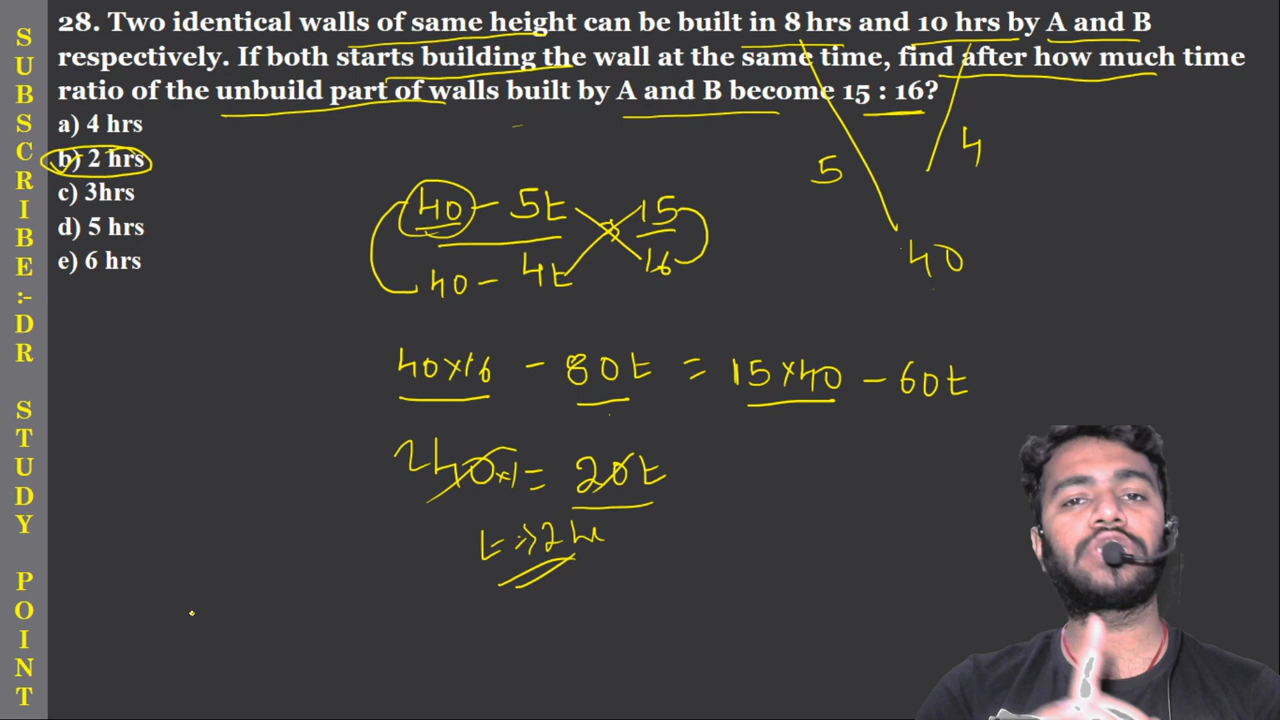 SUBSCRIBE:-DR STUDY POINT
28. Two identical walls of same height can be built in 8 hrs and 10 hrs by A and B
respectively. If both starts building the wall at the same time, find after how much time
ratio of the unbuild part of walls built by A and B become 15 : 16?
a) 4 hrs
b) 2 hrs
c) 3hrs
d) 5 hrs
e) 6 hrs
5 4
40
40 - 5t 15
40 - 4t 16
40×16 - 80t = 15×40 - 60t
40×1 = 20t
t => 2 hr